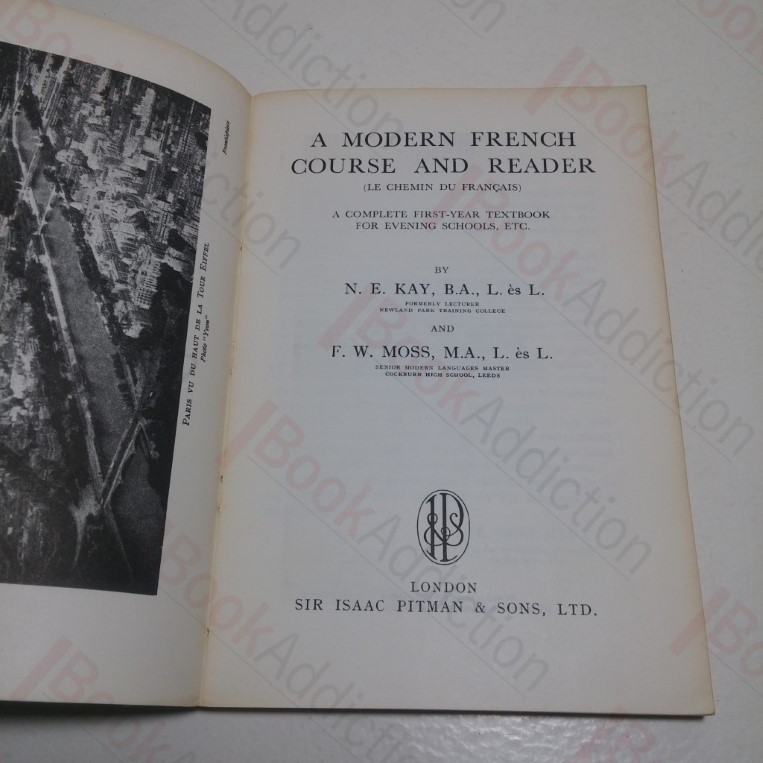 Frontispiece
PARIS VU DU HAUT DE LA TOUR EIFFEL
Photo "Yvon"
A MODERN FRENCH
COURSE AND READER
(LE CHEMIN DU FRANÇAIS)
A COMPLETE FIRST-YEAR TEXTBOOK
FOR EVENING SCHOOLS, ETC.
BY
N. E. KAY, B.A., L. ès L.
FORMERLY LECTURER
NEWLAND PARK TRAINING COLLEGE
AND
F. W. MOSS, M.A., L. ès L.
SENIOR MODERN LANGUAGES MASTER
COCKBURN HIGH SCHOOL, LEEDS
LONDON
SIR ISAAC PITMAN & SONS, LTD.
BookAddiction